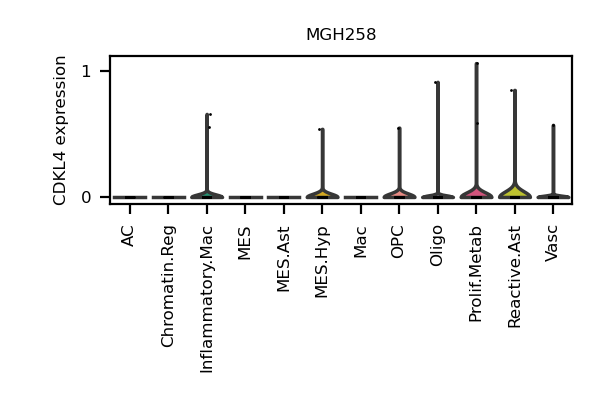 MGH258
CDKL4 expression
1
0
AC
Chromatin.Reg
Inflammatory.Mac
MES
MES.Ast
MES.Hyp
Mac
OPC
Oligo
Prolif.Metab
Reactive.Ast
Vasc